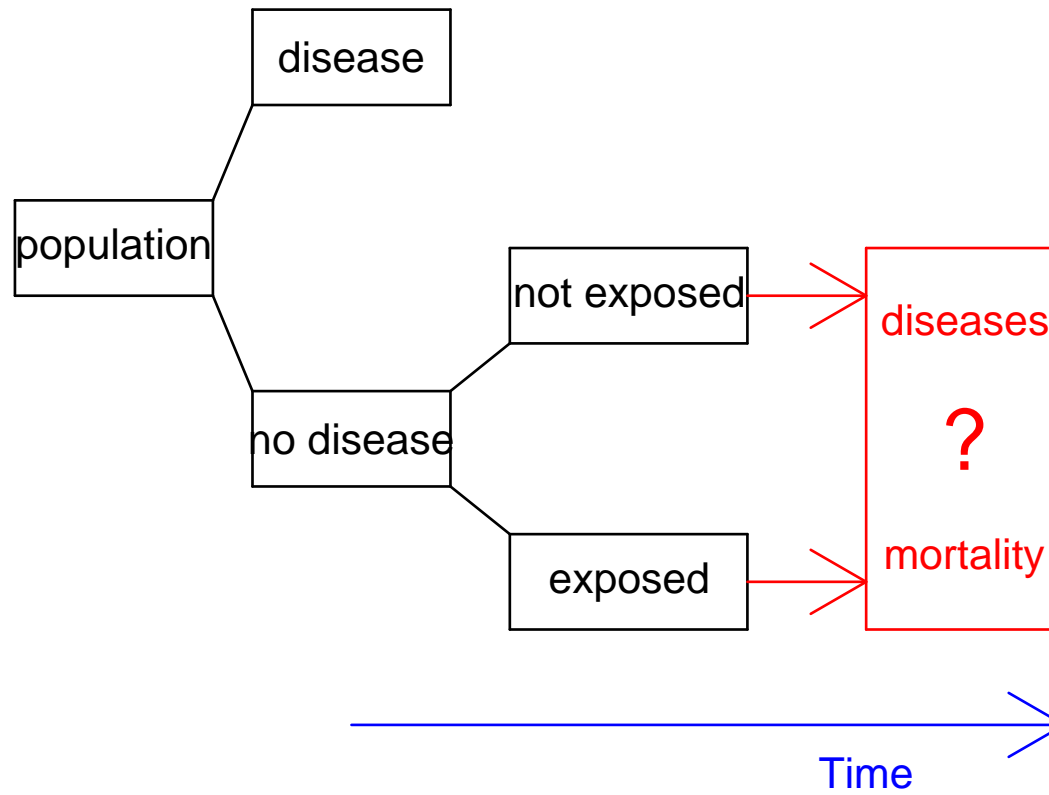 disease
population
not exposed
diseases
no disease
?
mortality
exposed
Time